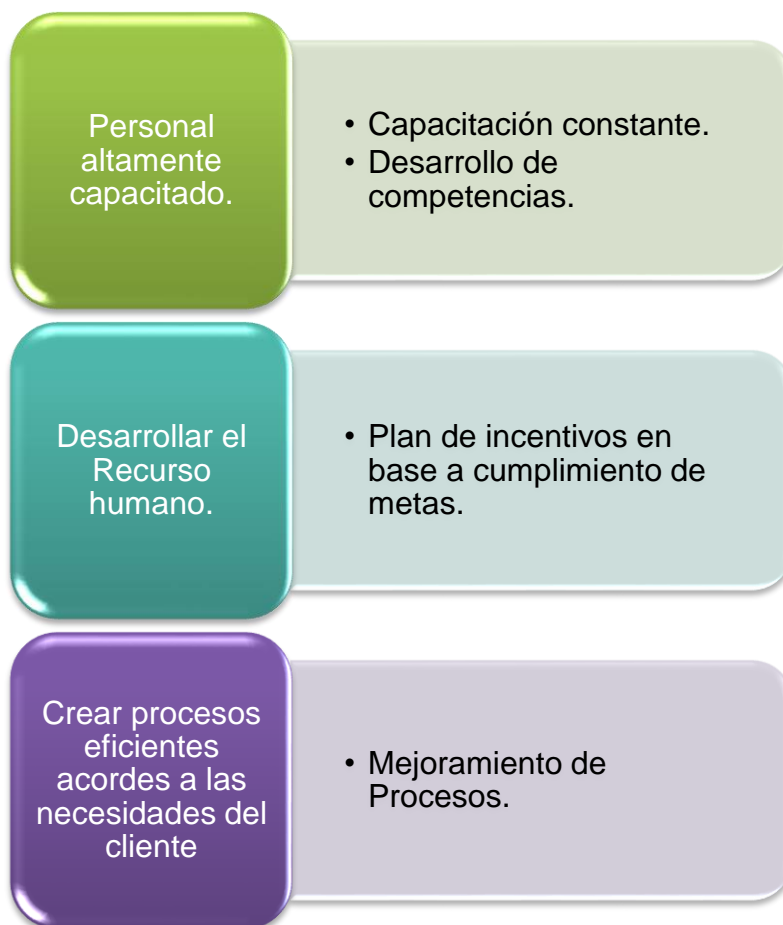 Personal
altamente
capacitado.
• Capacitación constante.
• Desarrollo de
competencias.
Desarrollar el
Recurso
humano.
• Plan de incentivos en
base a cumplimiento de
metas.
Crear procesos
eficientes
acordes a las
necesidades del
cliente
• Mejoramiento de
Procesos.